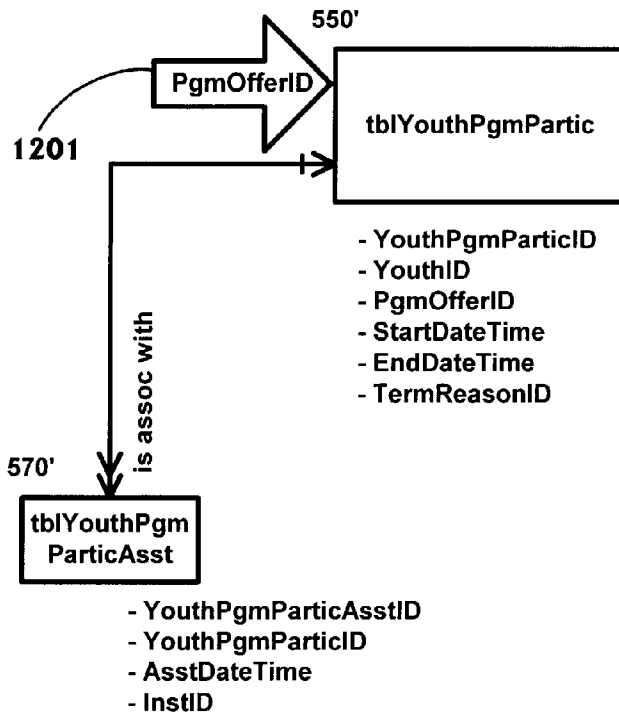 550'
PgmOfferID
tblYouthPgmPartic
1201
- YouthPgmParticID
- YouthID
- PgmOfferID
- StartDateTime
- EndDateTime
- TermReasonID
is assoc with
570'
tblYouthPgm
ParticAsst
- YouthPgmParticAsstID
- YouthPgmParticID
- AsstDateTime
- InstID